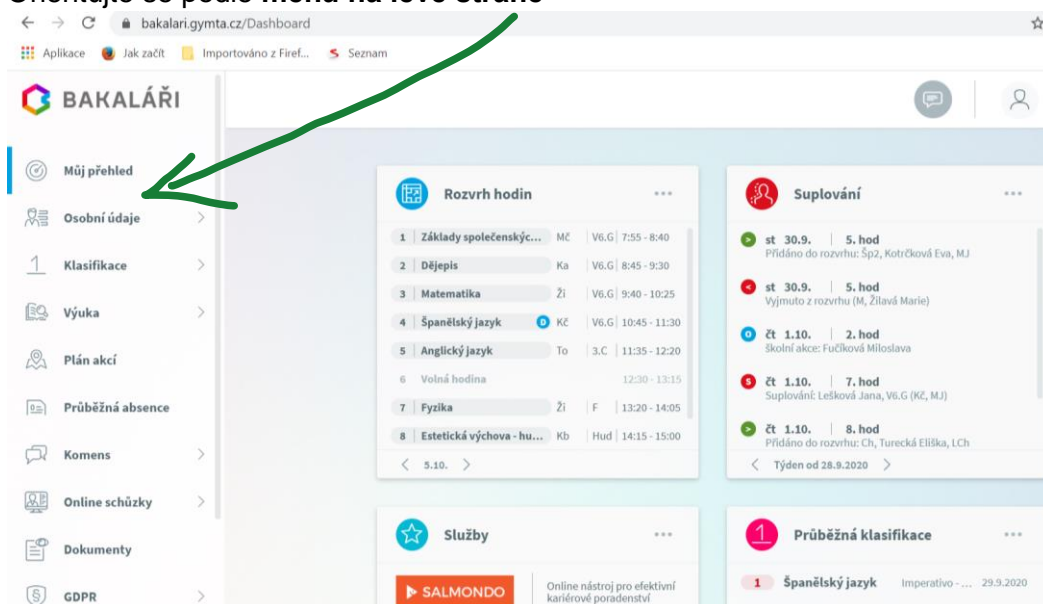 Orientujte se podle menu na levé straně
bakalari.gymta.cz/Dashboard
Aplikace Jak začít Importováno z Firef... Seznam
BAKALÁŘI
Můj přehled
Osobní údaje
Klasifikace
Výuka
Plán akcí
Průběžná absence
Komens
Online schůzky
Dokumenty
GDPR
Rozvrh hodin
1 Základy společenskýc... Mč V6.G 7:55 - 8:40
2 Dějepis Ka V6.G 8:45 - 9:30
3 Matematika Ži V6.G 9:40 - 10:25
4 Španělský jazyk D Kč V6.G 10:45 - 11:30
5 Anglický jazyk To 3.C 11:35 - 12:20
6 Volná hodina 12:30 - 13:15
7 Fyzika Ži F 13:20 - 14:05
8 Estetická výchova - hu... Kb Hud 14:15 - 15:00
5.10.
Suplování
st 30.9. 5. hod
Přidáno do rozvrhu: Šp2, Kotrčková Eva, MJ
st 30.9. 5. hod
Vyjmuto z rozvrhu (M, Žilavá Marie)
čt 1.10. 2. hod
školní akce: Fučíková Miloslava
čt 1.10. 7. hod
Suplování: Lešková Jana, V6.G (Kč, MJ)
čt 1.10. 8. hod
Přidáno do rozvrhu: Ch, Turecká Eliška, LCh
Týden od 28.9.2020
Služby
SALMONDO
Online nástroj pro efektivní
kariérové poradenství
Průběžná klasifikace
1 Španělský jazyk Imperativo - ... 29.9.2020